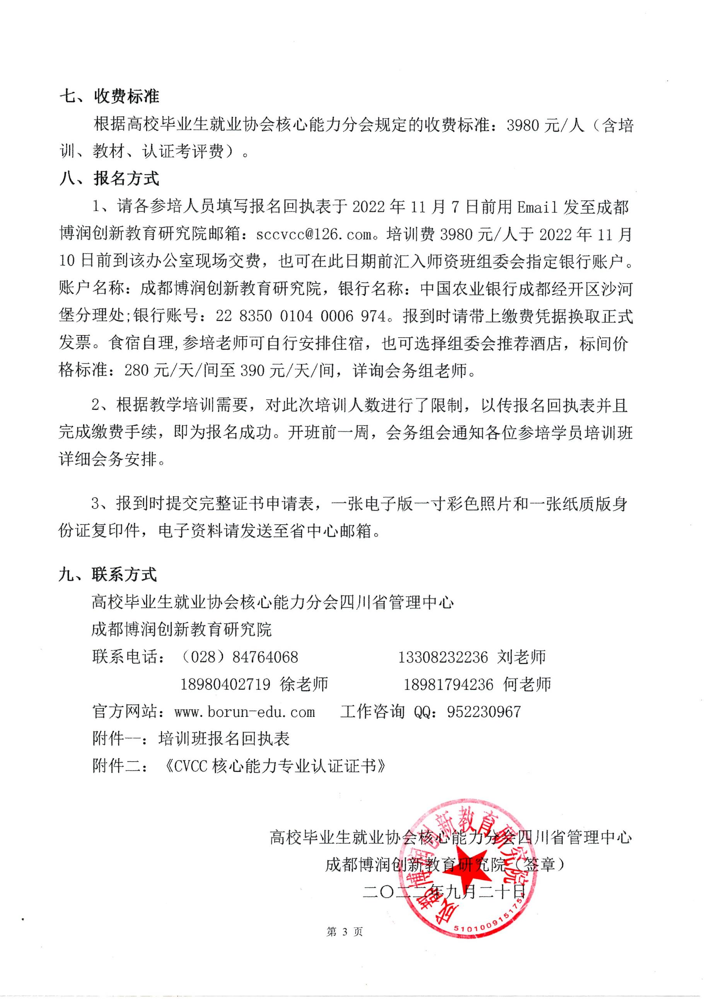 七、收费标准
根据高校毕业生就业协会核心能力分会规定的收费标准：3980 元/人（含培
训、教材、认证考评费）。
八、报名方式
1、请各参培人员填写报名回执表于 2022 年 11 月 7 日前用 Email 发至成都
博润创新教育研究院邮箱：sccvcc@126.com。培训费 3980 元/人于 2022 年 11 月
10 日前到该办公室现场交费，也可在此日期前汇入师资班组委会指定银行账户。
账户名称：成都博润创新教育研究院，银行名称：中国农业银行成都经开区沙河
堡分理处;银行账号：22 8350 0104 0006 974。报到时请带上缴费凭据换取正式
发票。食宿自理,参培老师可自行安排住宿，也可选择组委会推荐酒店，标间价
格标准：280 元/天/间至 390 元/天/间，详询会务组老师。
2、根据教学培训需要，对此次培训人数进行了限制，以传报名回执表并且
完成缴费手续，即为报名成功。开班前一周，会务组会通知各位参培学员培训班
详细会务安排。
3、报到时提交完整证书申请表，一张电子版一寸彩色照片和一张纸质版身
份证复印件，电子资料请发送至省中心邮箱。
九、联系方式
高校毕业生就业协会核心能力分会四川省管理中心
成都博润创新教育研究院
联系电话：（028）84764068 13308232236 刘老师
18980402719 徐老师 18981794236 何老师
官方网站：www.borun-edu.com 工作咨询 QQ：952230967
附件一：培训班报名回执表
附件二：《CVCC 核心能力专业认证证书》
高校毕业生就业协会核心能力分会四川省管理中心
成都博润创新教育研究院（签章）
二〇二二年九月二十日
成都博润创新教育研究院
5101009151754
第 3 页